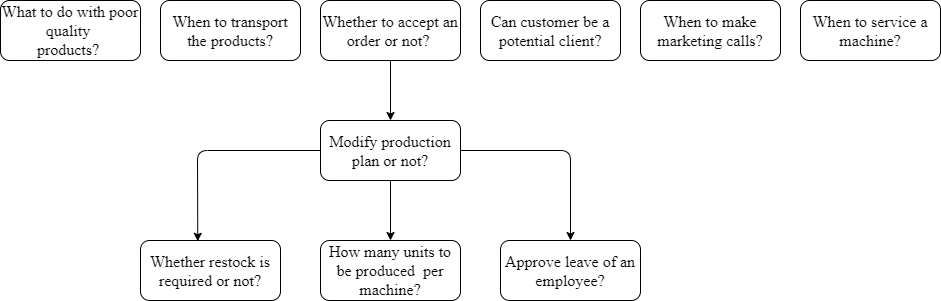 What to do with poor
quality
products?
When to transport
the products?
Whether to accept an
order or not?
Can customer be a
potential client?
When to make
marketing calls?
When to service a
machine?
Modify production
plan or not?
Whether restock is
required or not?
How many units to
be produced  per
machine?
Approve leave of an
employee?